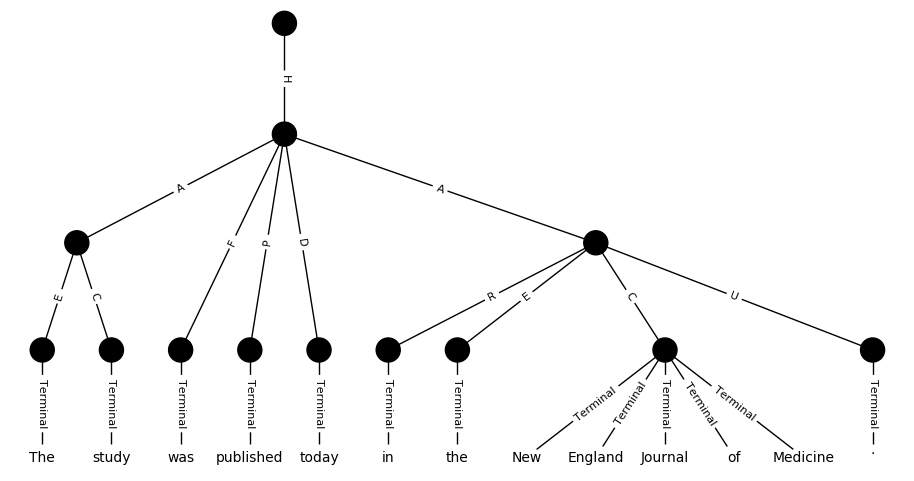 H
A F P D A
E C R E C U
Terminal Terminal Terminal Terminal Terminal Terminal Terminal Terminal Terminal Terminal Terminal Terminal Terminal
The study was published today in the New England Journal of Medicine .